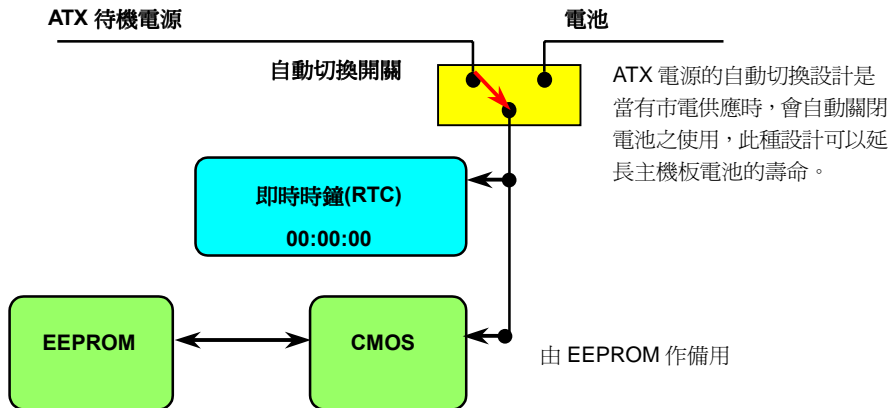 ATX 待機電源
電池
自動切換開關
ATX 電源的自動切換設計是
當有市電供應時，會自動關閉
電池之使用，此種設計可以延
長主機板電池的壽命。
即時時鐘(RTC)
00:00:00
EEPROM
CMOS
由 EEPROM 作備用